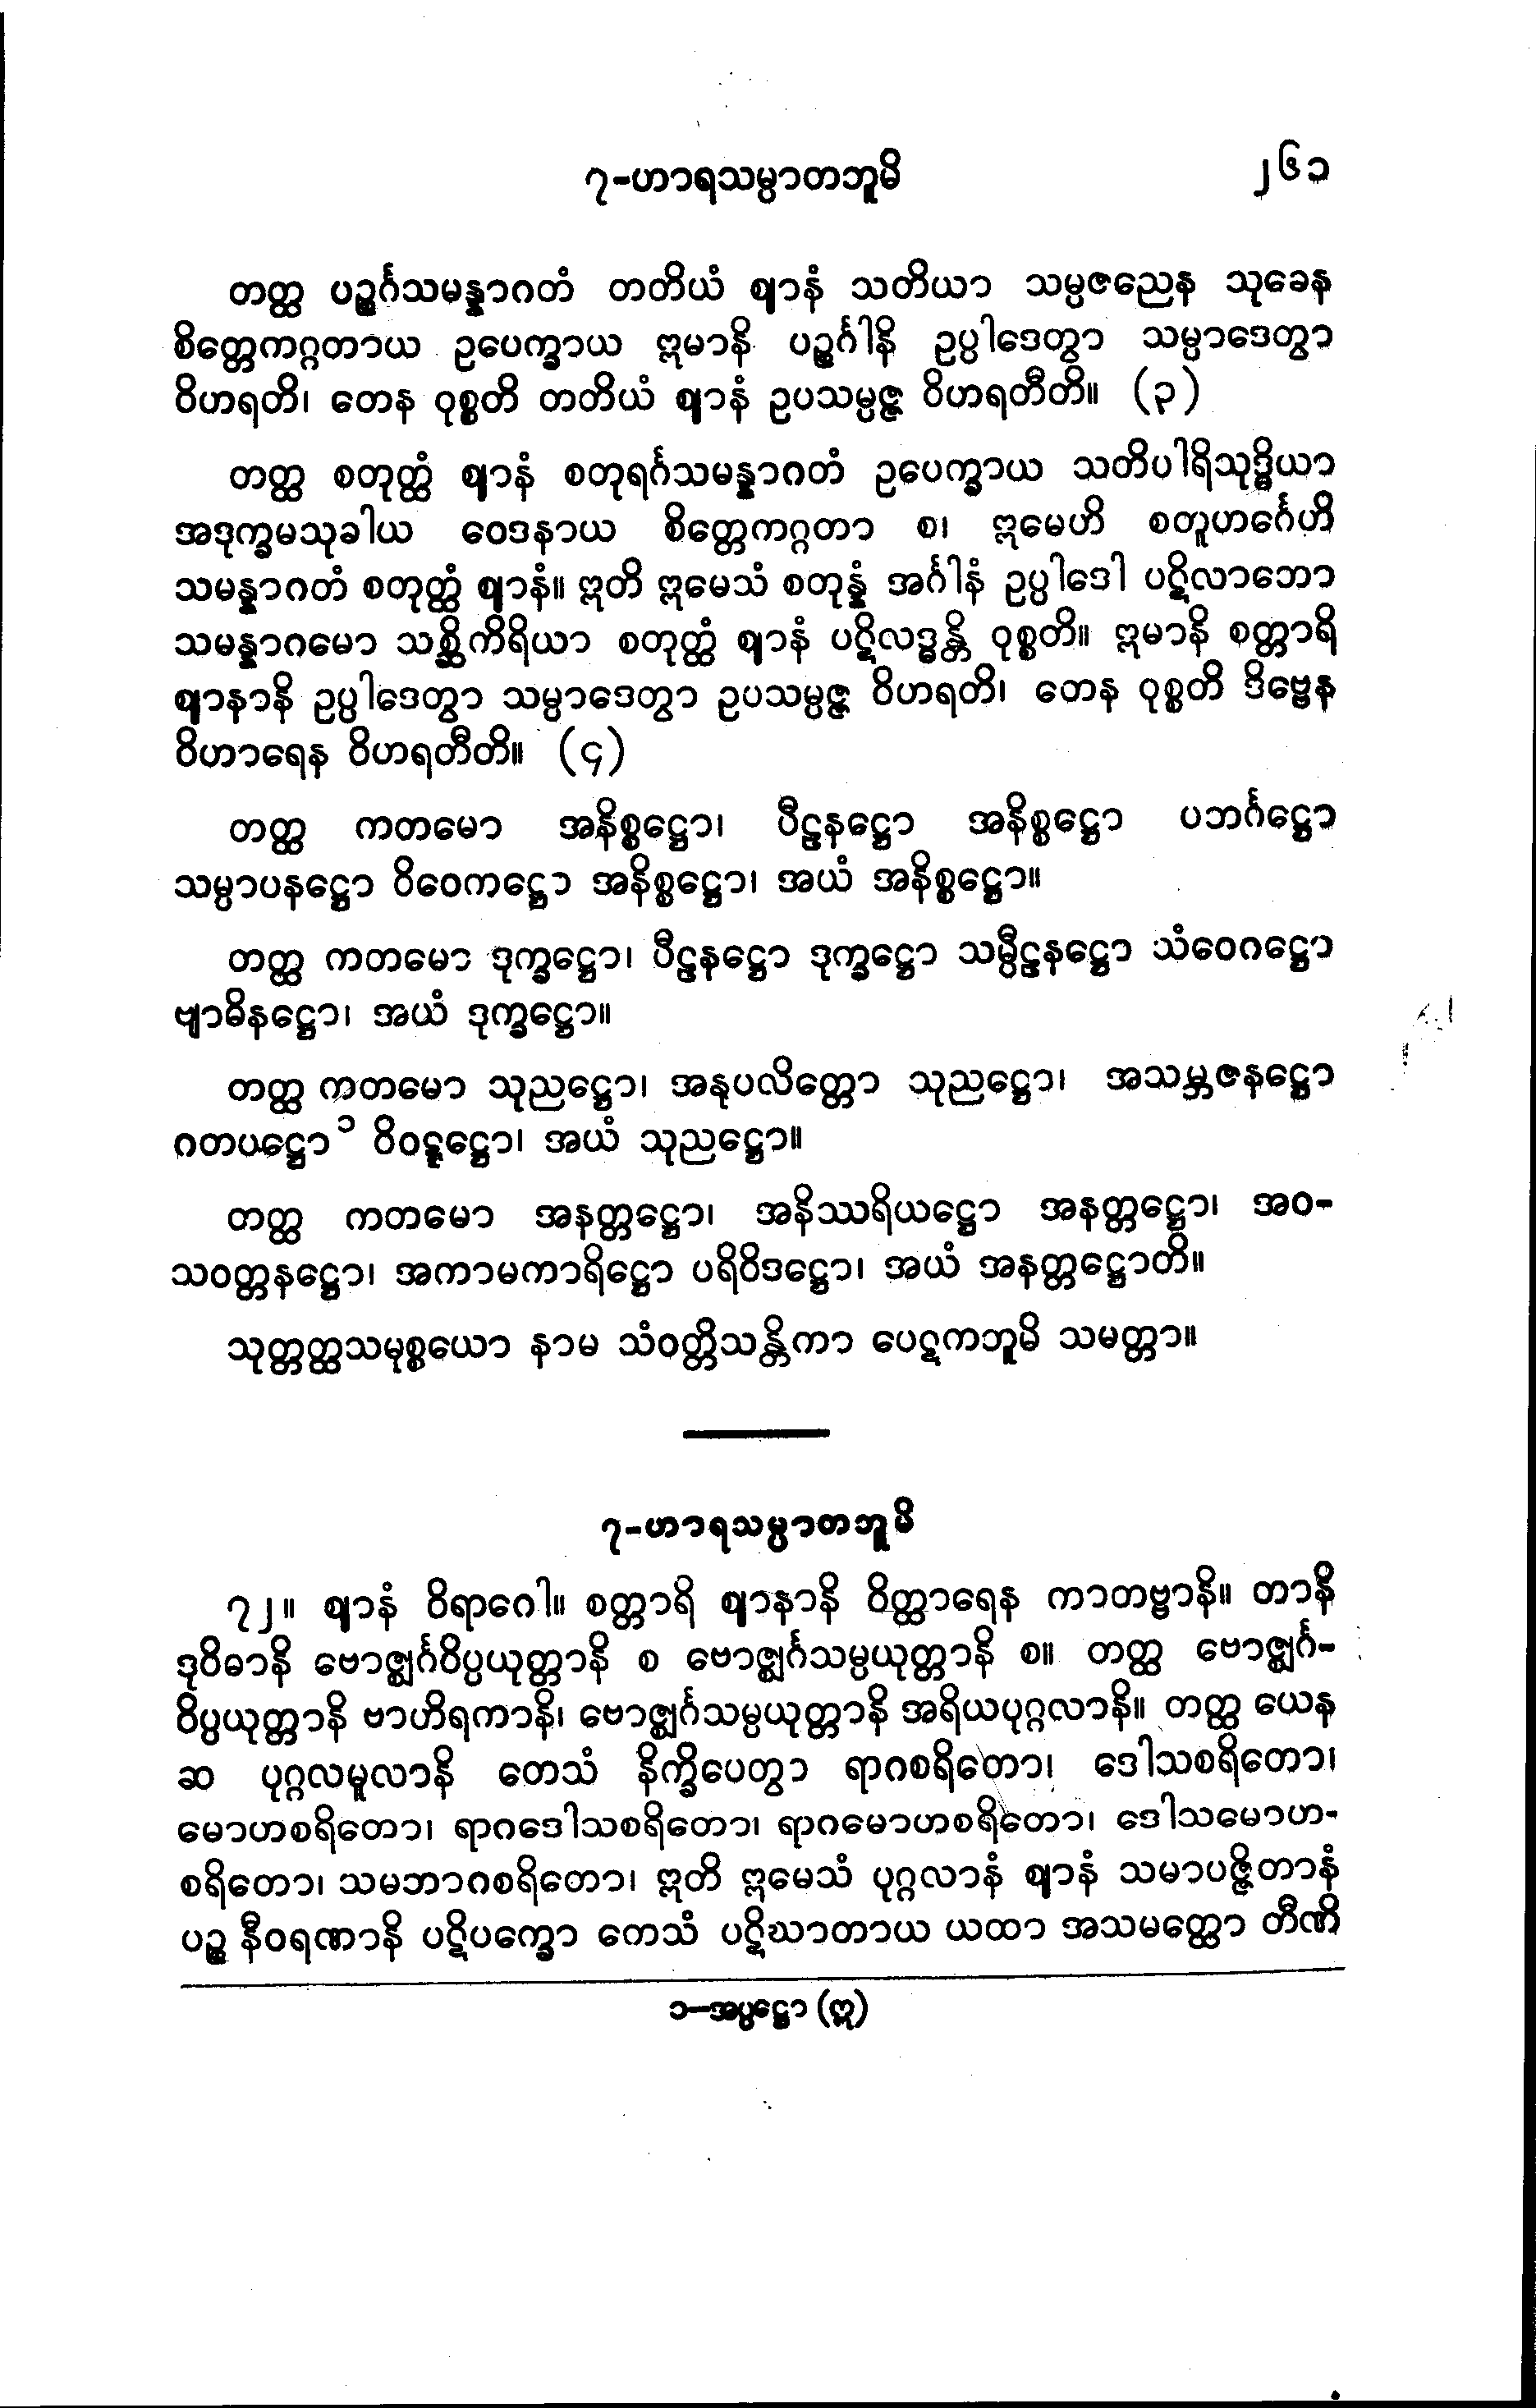 ၇-ဟာရသမ္ပာတဘူမိ ၂၆၁
တတ္ထ ပဉ္စင်္ဂသမန္နာဂတံ တတိယံ ဈာနံ သတိယာ သမ္ပဇညေန သုခေန
စိတ္တေကဂ္ဂတာယ ဥပေက္ခာယ ဣမာနိ ပဉ္စင်္ဂါနိ ဥပ္ပါဒေတွာ သမ္ပာဒေတွာ
ဝိဟရတိ၊ တေန ဝုစ္စတိ တတိယံ ဈာနံ ဥပသမ္ပဇ္ဇ ဝိဟရတီတိ။ (၃)
တတ္ထ စတုတ္ထံ ဈာနံ စတုရင်္ဂသမန္နာဂတံ ဥပေက္ခာယ သတိပါရိသုဒ္ဓိယာ
အဒုက္ခမသုခါယ ဝေဒနာယ စိတ္တေကဂ္ဂတာ စ၊ ဣမေဟိ စတူဟင်္ဂေဟိ
သမန္နာဂတံ စတုတ္ထံ ဈာနံ။ ဣတိ ဣမေသံ စတုန္နံ အင်္ဂါနံ ဥပ္ပါဒေါ ပဋိလာဘော
သမန္နာဂမော သစ္ဆိကိရိယာ စတုတ္ထံ ဈာနံ ပဋိလဒ္ဓန္တိ ဝုစ္စတိ။ ဣမာနိ စတ္တာရိ
ဈာနာနိ ဥပ္ပါဒေတွာ သမ္ပာဒေတွာ ဥပသမ္ပဇ္ဇ ဝိဟရတိ၊ တေန ဝုစ္စတိ ဒိဗ္ဗေန
ဝိဟာရေန ဝိဟရတီတိ။ (၄)
တတ္ထ ကတမော အနိစ္စဋ္ဌော၊ ပီဠနဋ္ဌော အနိစ္စဋ္ဌော ပဘင်္ဂဋ္ဌော
သမ္ပာပနဋ္ဌော ဝိဝေကဋ္ဌော အနိစ္စဋ္ဌော၊ အယံ အနိစ္စဋ္ဌော။
တတ္ထ ကတမော ဒုက္ခဋ္ဌော၊ ပီဠနဋ္ဌော ဒုက္ခဋ္ဌော သမ္ပီဠနဋ္ဌော သံဝေဂဋ္ဌော
ဗျာဓိနဋ္ဌော၊ အယံ ဒုက္ခဋ္ဌော။
တတ္ထ ကတမော သုညဋ္ဌော၊ အနုပလိတ္တော သုညဋ္ဌော၊ အသမ္ဘဇနဋ္ဌော
ဂတပဋ္ဌော ၁ ဝိဝဋ္ဋဋ္ဌော၊ အယံ သုညဋ္ဌော။
တတ္ထ ကတမော အနတ္တဋ္ဌော၊ အနိဿရိယဋ္ဌော အနတ္တဋ္ဌော၊ အဝ-
သဝတ္တနဋ္ဌော၊ အကာမကာရိဋ္ဌော ပရိဝိဒဋ္ဌော၊ အယံ အနတ္တဋ္ဌောတိ။
သုတ္တတ္ထသမုစ္စယော နာမ သံဝတ္တိသန္တိကာ ပေဋကဘူမိ သမတ္တာ။
၇-ဟာရသမ္ပာတဘူမိ
၇၂။ ဈာနံ ဝိရာဂေါ။ စတ္တာရိ ဈာနာနိ ဝိတ္ထာရေန ကာတဗ္ဗာနိ။ တာနိ
ဒုဝိဓာနိ ဗောဇ္ဈင်္ဂဝိပ္ပယုတ္တာနိ စ ဗောဇ္ဈင်္ဂသမ္ပယုတ္တာနိ စ။ တတ္ထ ဗောဇ္ဈင်္ဂ-
ဝိပ္ပယုတ္တာနိ ဗာဟိရကာနိ၊ ဗောဇ္ဈင်္ဂသမ္ပယုတ္တာနိ အရိယပုဂ္ဂလာနိ။ တတ္ထ ယေန
ဆ ပုဂ္ဂလမူလာနိ တေသံ နိက္ခိပေတွာ ရာဂစရိတော၊ ဒေါသစရိတော၊
မောဟစရိတော၊ ရာဂဒေါသစရိတော၊ ရာဂမောဟစရိတော၊ ဒေါသမောဟ-
စရိတော၊ သမဘာဂစရိတော၊ ဣတိ ဣမေသံ ပုဂ္ဂလာနံ ဈာနံ သမာပဇ္ဇိတာနံ
ပဉ္စ နီဝရဏာနိ ပဋိပက္ခော ကေသံ ပဋိဃာတာယ ယထာ အသမတ္ထော တီဏိ
၁-အပ္ပဋ္ဌော (ဣ)